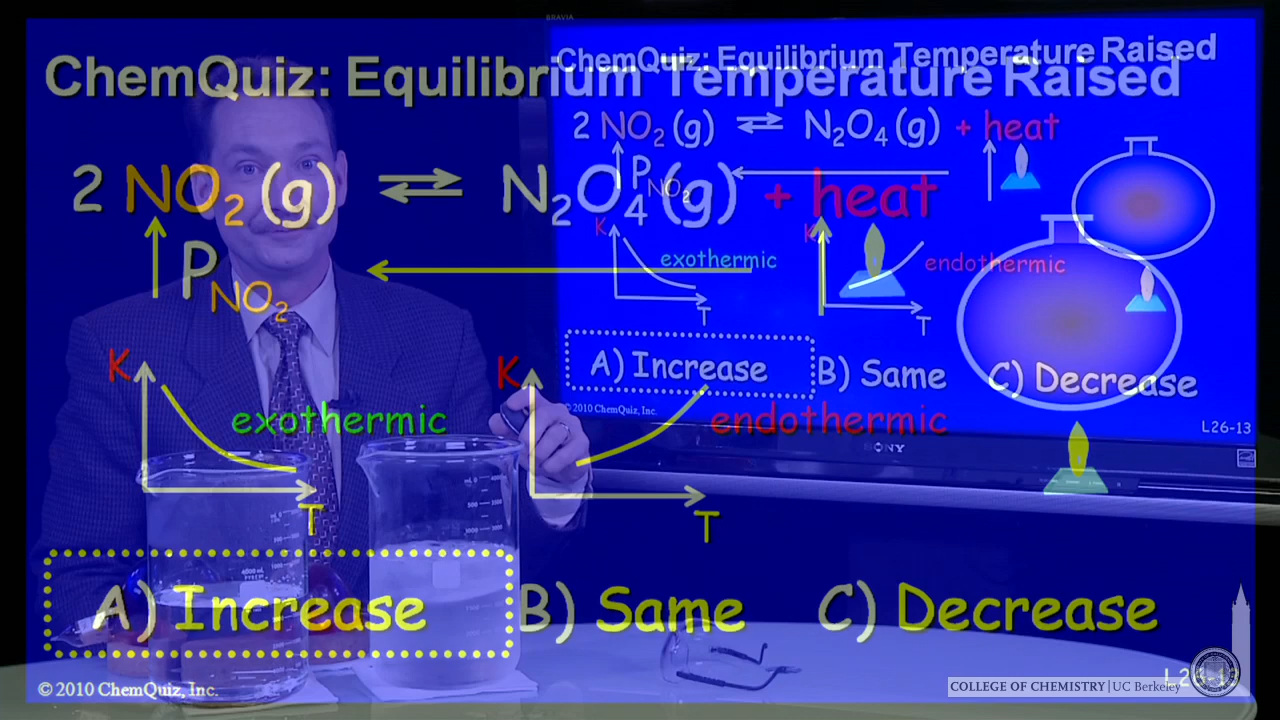 BRAVIA
ChemQuiz: Equilibrium Temperature Raised
2 NO₂ (g) ⇌ N₂O₄ (g) + heat
P NO₂
K
exothermic
T
K
endothermic
T
A) Increase B) Same C) Decrease
© 2010 ChemQuiz, Inc.
ChemQuiz: Equilibrium Temperature Raised
2 NO₂ (g) ⇌ N₂O₄ (g) + heat
P NO₂
K
exothermic
T
K
endothermic
T
A) Increase B) Same C) Decrease
© 2010 ChemQuiz, Inc.
L26-13
SONY
COLLEGE OF CHEMISTRY | UC Berkeley